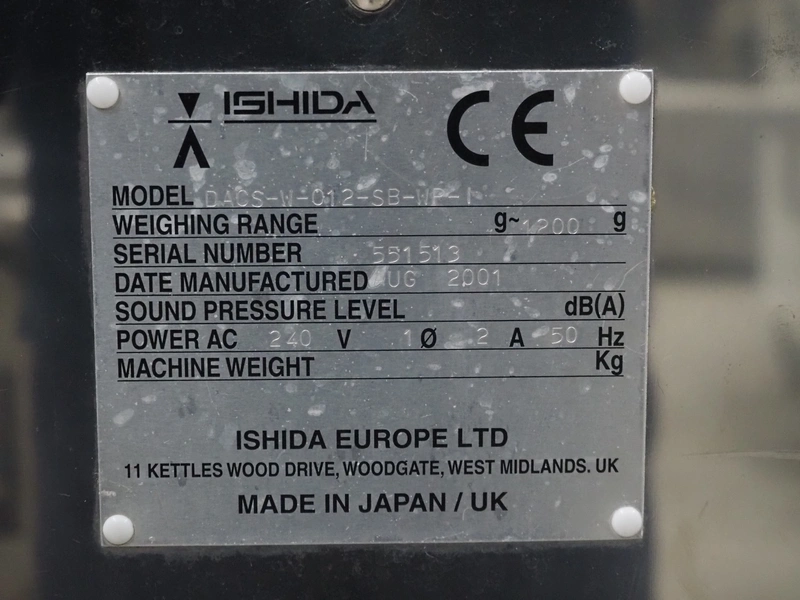 ISHIDA CE
MODEL DACS-W-012-SB-WP-I
WEIGHING RANGE g~ 1200 g
SERIAL NUMBER 551513
DATE MANUFACTURED AUG 2001
SOUND PRESSURE LEVEL dB(A)
POWER AC 240 V 1 Ø 2 A 50 Hz
MACHINE WEIGHT Kg
ISHIDA EUROPE LTD
11 KETTLES WOOD DRIVE, WOODGATE, WEST MIDLANDS. UK
MADE IN JAPAN / UK